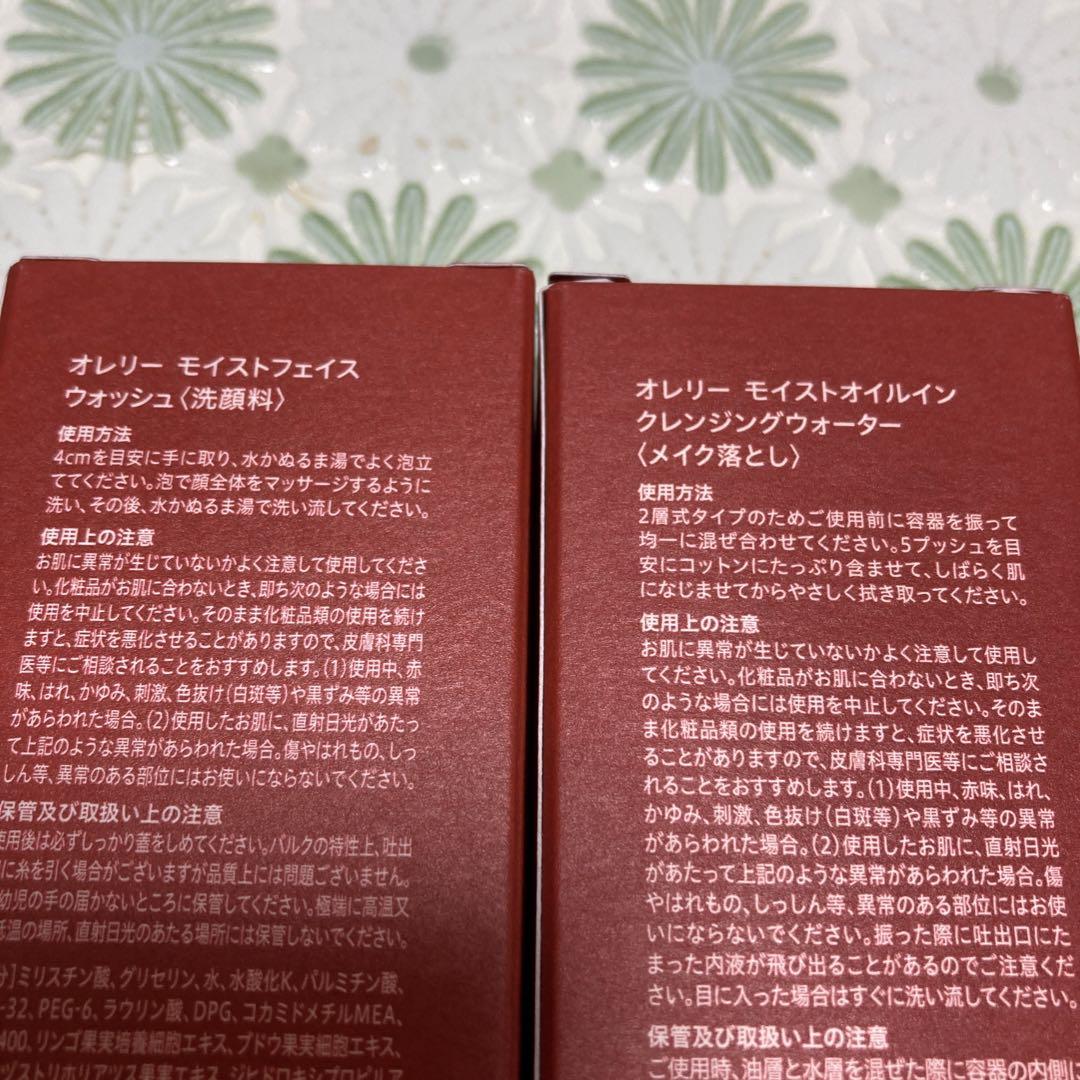 オレリー モイストフェイス
ウォッシュ〈洗顔料〉
使用方法
4cmを目安に手に取り、水かぬるま湯でよく泡立
ててください。泡で顔全体をマッサージするように
洗い、その後、水かぬるま湯で洗い流してください。
使用上の注意
お肌に異常が生じていないかよく注意して使用してくださ
い。化粧品がお肌に合わないとき、即ち次のような場合には
使用を中止してください。そのまま化粧品類の使用を続け
ますと、症状を悪化させることがありますので、皮膚科専門
医等にご相談されることをおすすめします。(1)使用中、赤
味、はれ、かゆみ、刺激、色抜け(白斑等)や黒ずみ等の異常
があらわれた場合。(2)使用したお肌に、直射日光があたっ
て上記のような異常があらわれた場合。傷やはれもの、しっ
しん等、異常のある部位にはお使いにならないでください。
保管及び取扱い上の注意
使用後は必ずしっかり蓋をしめてください。バルクの特性上、吐出
に糸を引く場合がございますが品質上には問題ございません。
幼児の手の届かないところに保管してください。極端に高温又
低温の場所、直射日光のあたる場所には保管しないでください。
]ミリスチン酸、グリセリン、水、水酸化K、パルミチン酸、
-32、PEG-6、ラウリン酸、DPG、コカミドメチルMEA、
400、リンゴ果実培養細胞エキス、ブドウ果実細胞エキス、
オレリー モイストオイルイン
クレンジングウォーター
〈メイク落とし〉
使用方法
2層式タイプのためご使用前に容器を振って
均一に混ぜ合わせてください。5プッシュを目
安にコットンにたっぷり含ませて、しばらく肌
になじませてからやさしく拭き取ってください。
使用上の注意
お肌に異常が生じていないかよく注意して使用し
てください。化粧品がお肌に合わないとき、即ち次
のような場合には使用を中止してください。そのま
ま化粧品類の使用を続けますと、症状を悪化させ
ることがありますので、皮膚科専門医等にご相談さ
れることをおすすめします。(1)使用中、赤味、はれ、
かゆみ、刺激、色抜け(白斑等)や黒ずみ等の異常
があらわれた場合。(2)使用したお肌に、直射日光
があたって上記のような異常があらわれた場合。傷
やはれもの、しっしん等、異常のある部位にはお使
いにならないでください。振った際に吐出口にた
まった内液が飛び出ることがあるのでご注意くだ
さい。目に入った場合はすぐに洗い流してください。
保管及び取扱い上の注意
ご使用時、油層と水層を混ぜた際に容器の内側に